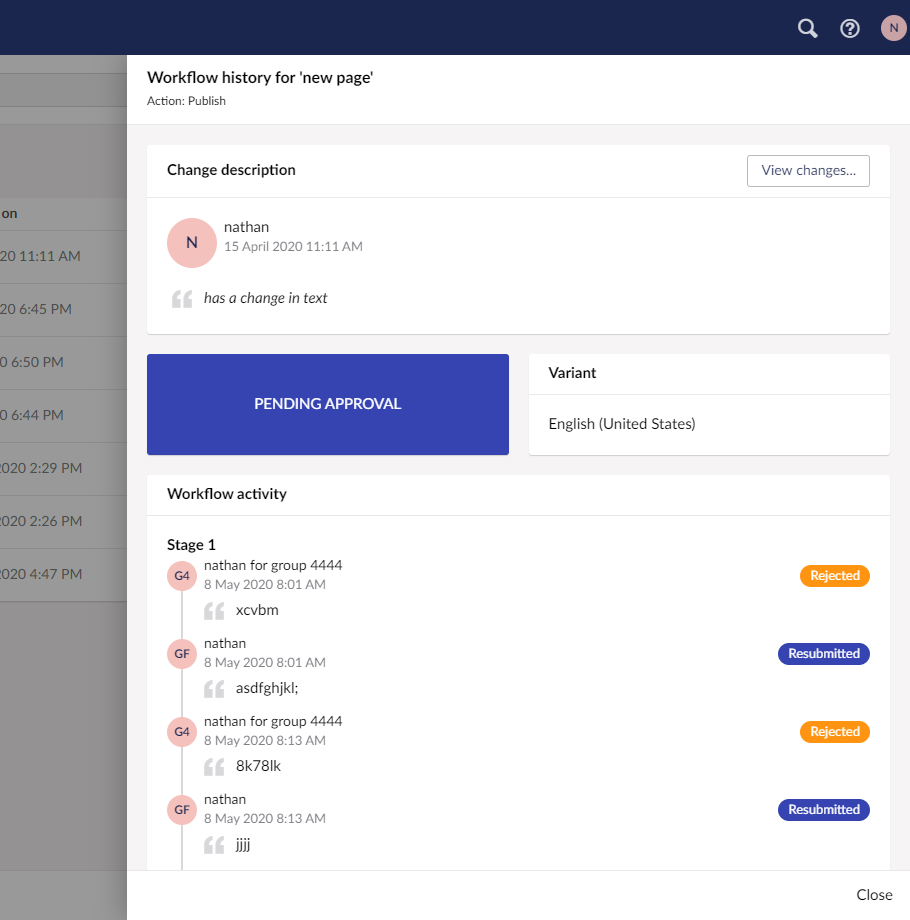 N
Workflow history for 'new page'
Action: Publish
Change description
View changes...
on
20 11:11 AM
20 6:45 PM
0 6:50 PM
0 6:44 PM
2020 2:29 PM
2020 2:26 PM
2020 4:47 PM
N
nathan
15 April 2020 11:11 AM
has a change in text
PENDING APPROVAL
Variant
English (United States)
Workflow activity
Stage 1
G4
nathan for group 4444
8 May 2020 8:01 AM
Rejected
xcvbm
GF
nathan
8 May 2020 8:01 AM
Resubmitted
asdfghjkl;
G4
nathan for group 4444
8 May 2020 8:13 AM
Rejected
8k78lk
GF
nathan
8 May 2020 8:13 AM
Resubmitted
jjjj
Close